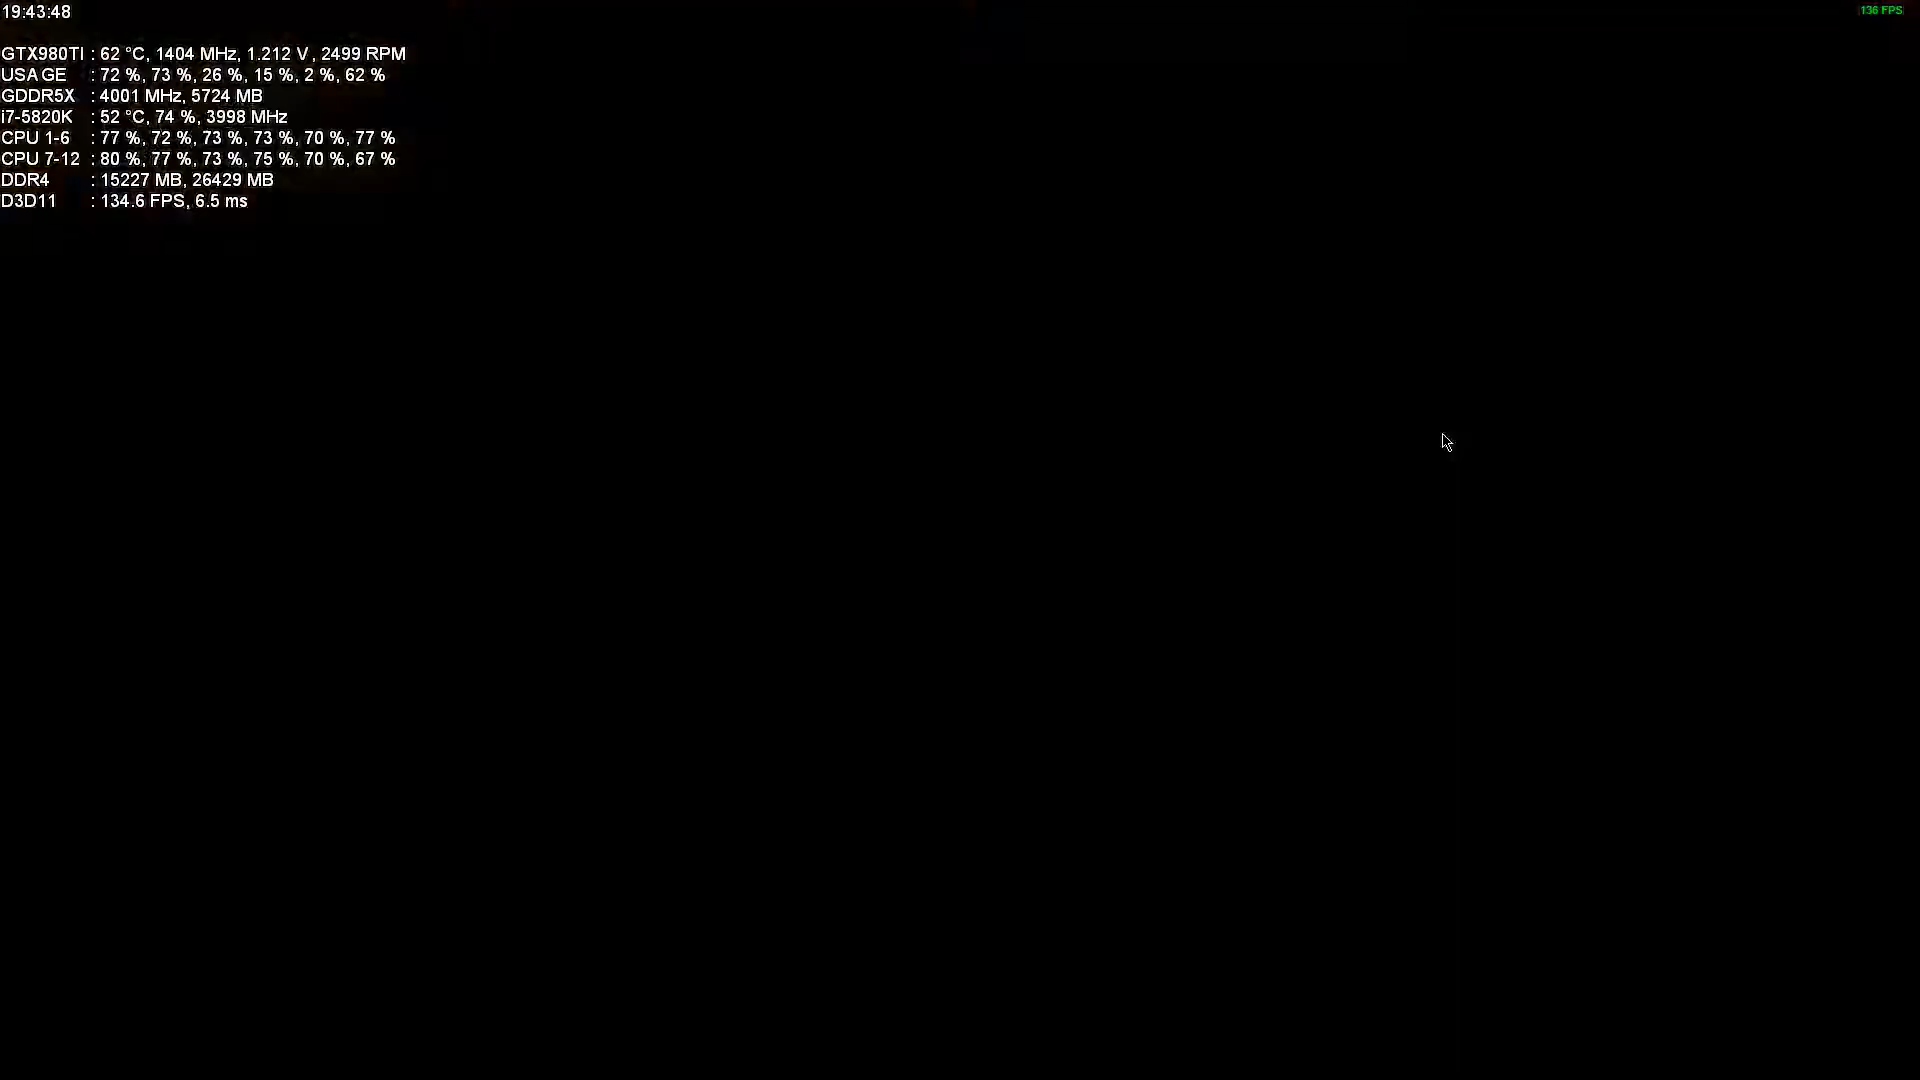 19:43:48
136 FPS
GTX980TI : 62 °C, 1404 MHz, 1.212 V, 2499 RPM
USAGE : 72 %, 73 %, 26 %, 15 %, 2 %, 62 %
GDDR5X : 4001 MHz, 5724 MB
i7-5820K : 52 °C, 74 %, 3998 MHz
CPU 1-6 : 77 %, 72 %, 73 %, 73 %, 70 %, 77 %
CPU 7-12 : 80 %, 77 %, 73 %, 75 %, 70 %, 67 %
DDR4 : 15227 MB, 26429 MB
D3D11 : 134.6 FPS, 6.5 ms